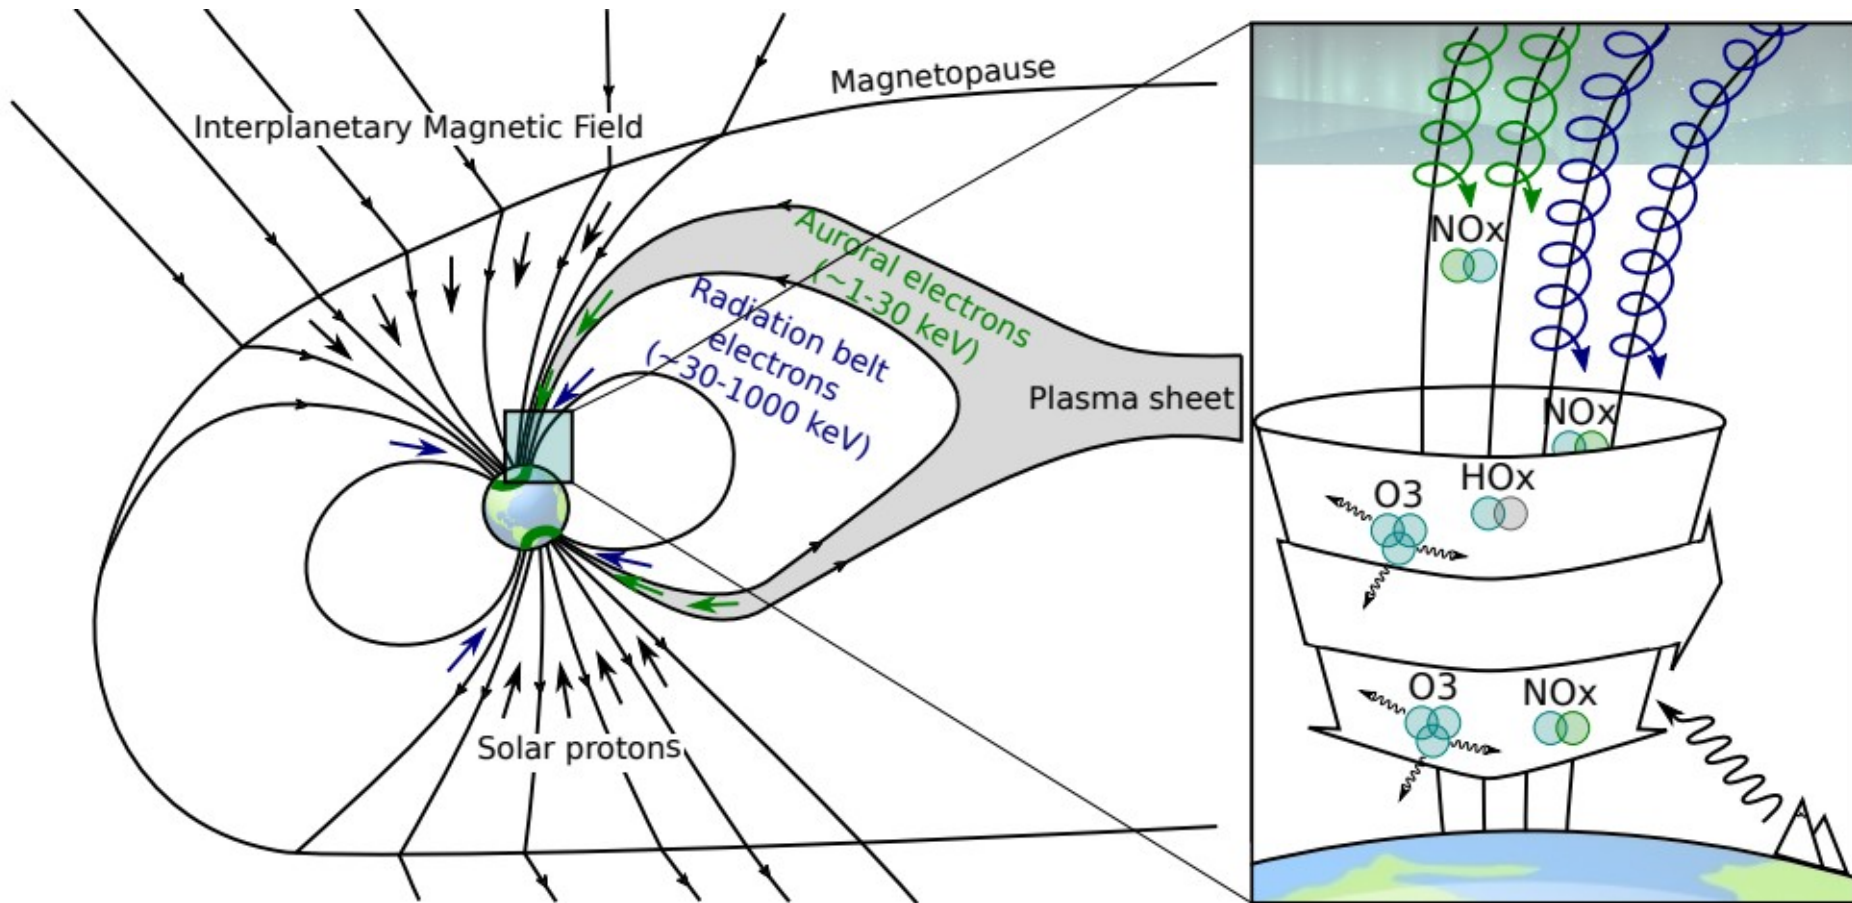 Magnetopause
Interplanetary Magnetic Field
Auroral electrons
(~1-30 keV)
Radiation belt
electrons
(~30-1000 keV)
Plasma sheet
Solar protons
NOx
NOx
HOx
O3
O3
NOx